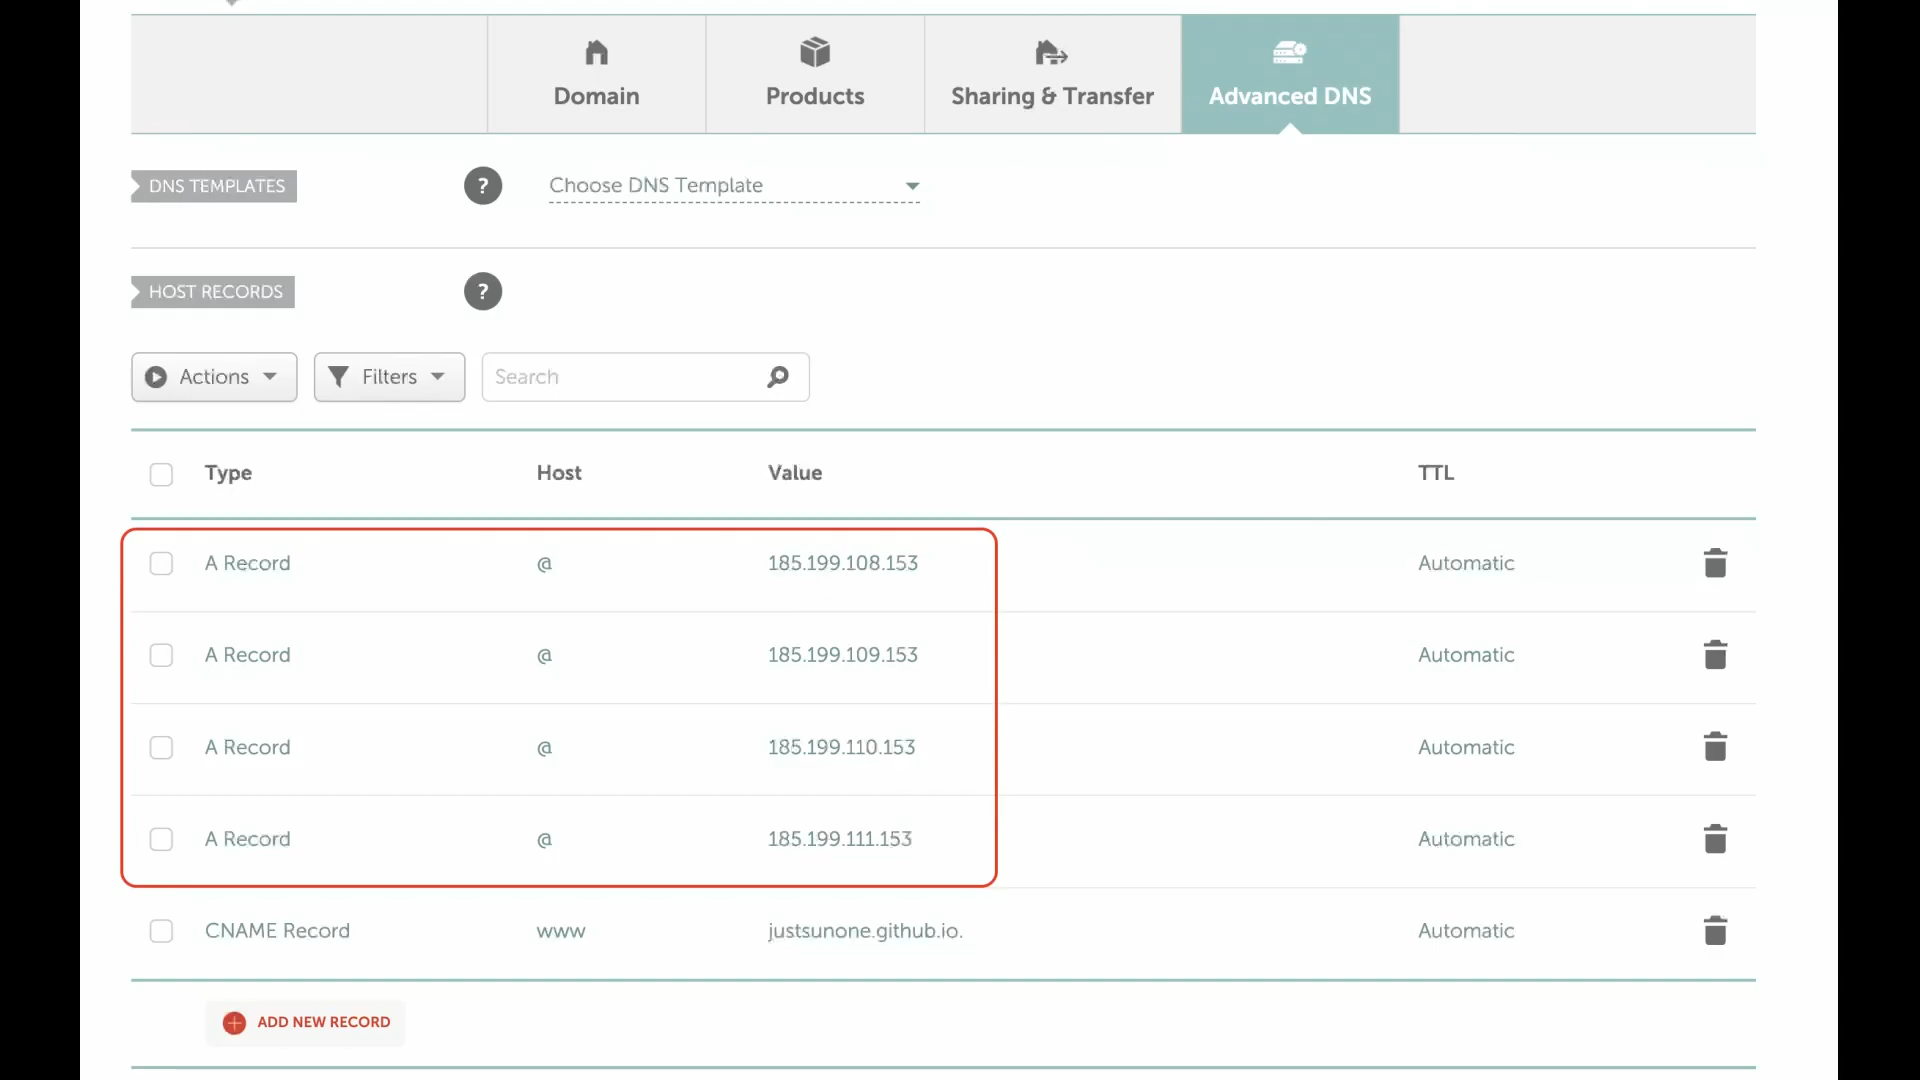 Domain
Products
Sharing & Transfer
Advanced DNS
DNS TEMPLATES
?
Choose DNS Template
HOST RECORDS
?
Actions
Filters
Search
Type Host Value TTL
A Record @ 185.199.108.153 Automatic
A Record @ 185.199.109.153 Automatic
A Record @ 185.199.110.153 Automatic
A Record @ 185.199.111.153 Automatic
CNAME Record www justsunone.github.io. Automatic
ADD NEW RECORD